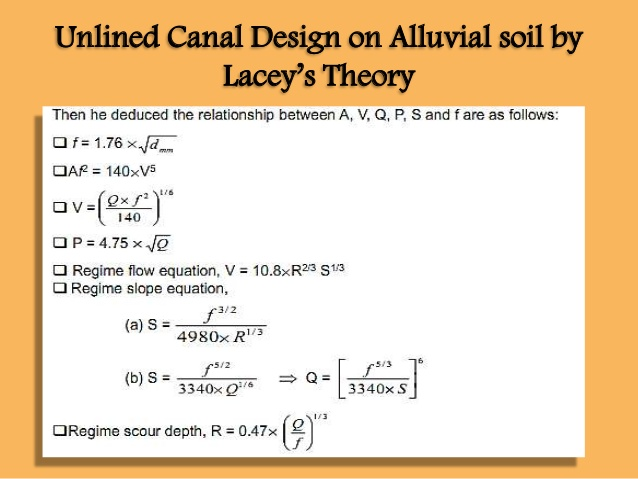 Unlined Canal Design on Alluvial soil by
Lacey's Theory
Then he deduced the relationship between A, V, Q, P, S and f are as follows:
❑ f = 1.76 × √d_mm
❑Af² = 140×V⁵
❑ V = (Q × f² / 140)^1/6
❑ P = 4.75 × √Q
❑ Regime flow equation, V = 10.8×R^2/3 S^1/3
❑ Regime slope equation,
(a) S = f^3/2 / 4980× R^1/3
(b) S = f^5/2 / 3340× Q^1/6 ⇒ Q = [f^5/3 / 3340× S]^6
❑Regime scour depth, R = 0.47× (Q / f)^1/3